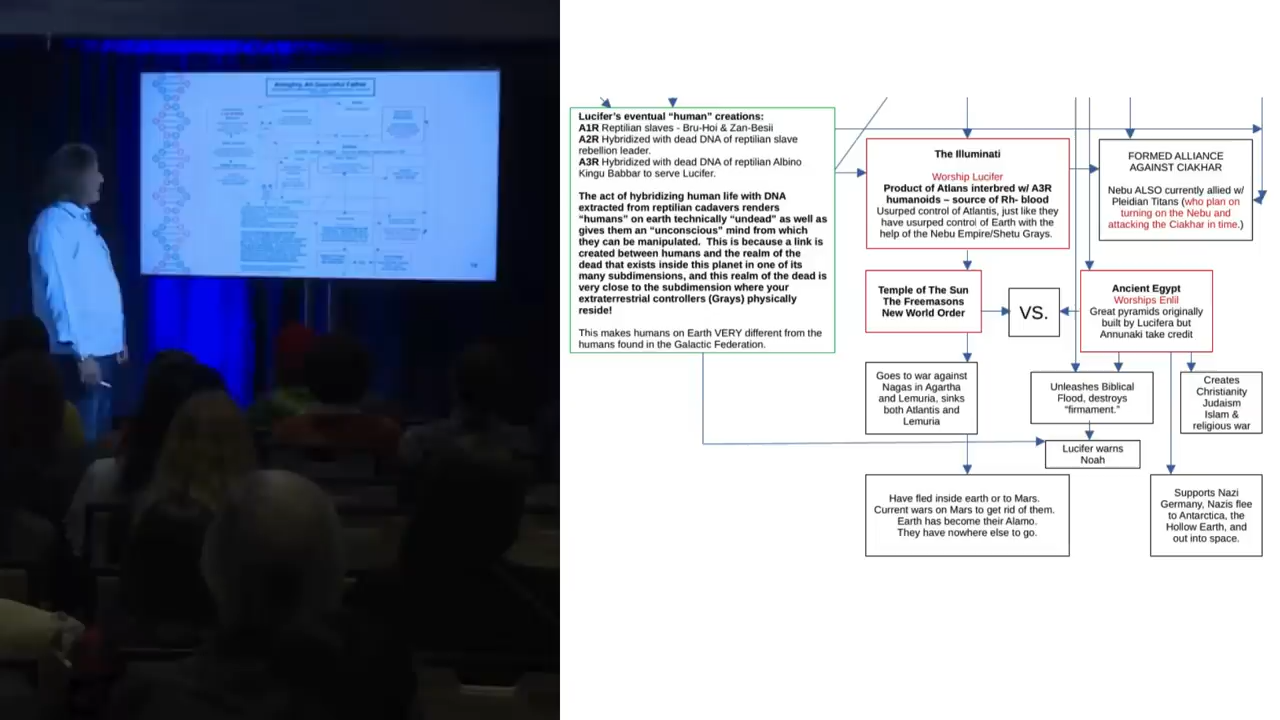 Lucifer's eventual "human" creations:
A1R Reptilian slaves - Bru-Hoi & Zan-Besii
A2R Hybridized with dead DNA of reptilian slave
rebellion leader.
A3R Hybridized with dead DNA of reptilian Albino
Kingu Babbar to serve Lucifer.
The act of hybridizing human life with DNA
extracted from reptilian cadavers renders
"humans" on earth technically "undead" as well as
gives them an "unconscious" mind from which
they can be manipulated. This is because a link is
created between humans and the realm of the
dead that exists inside this planet in one of its
many subdimensions, and this realm of the dead is
very close to the subdimension where your
extraterrestrial controllers (Grays) physically
reside!
This makes humans on Earth VERY different from the
humans found in the Galactic Federation.
The Illuminati
Worship Lucifer
Product of Atlans interbred w/ A3R
humanoids – source of Rh- blood
Usurped control of Atlantis, just like they
have usurped control of Earth with the
help of the Nebu Empire/Shetu Grays.
FORMED ALLIANCE
AGAINST CIAKHAR
Nebu ALSO currently allied w/
Pleidian Titans (who plan on
turning on the Nebu and
attacking the Ciakhar in time.)
Temple of The Sun
The Freemasons
New World Order
VS.
Ancient Egypt
Worships Enlil
Great pyramids originally
built by Lucifera but
Annunaki take credit
Goes to war against
Nagas in Agartha
and Lemuria, sinks
both Atlantis and
Lemuria
Unleashes Biblical
Flood, destroys
"firmament."
Creates
Christianity
Judaism
Islam &
religious war
Lucifer warns
Noah
Have fled inside earth or to Mars.
Current wars on Mars to get rid of them.
Earth has become their Alamo.
They have nowhere else to go.
Supports Nazi
Germany, Nazis flee
to Antarctica, the
Hollow Earth, and
out into space.